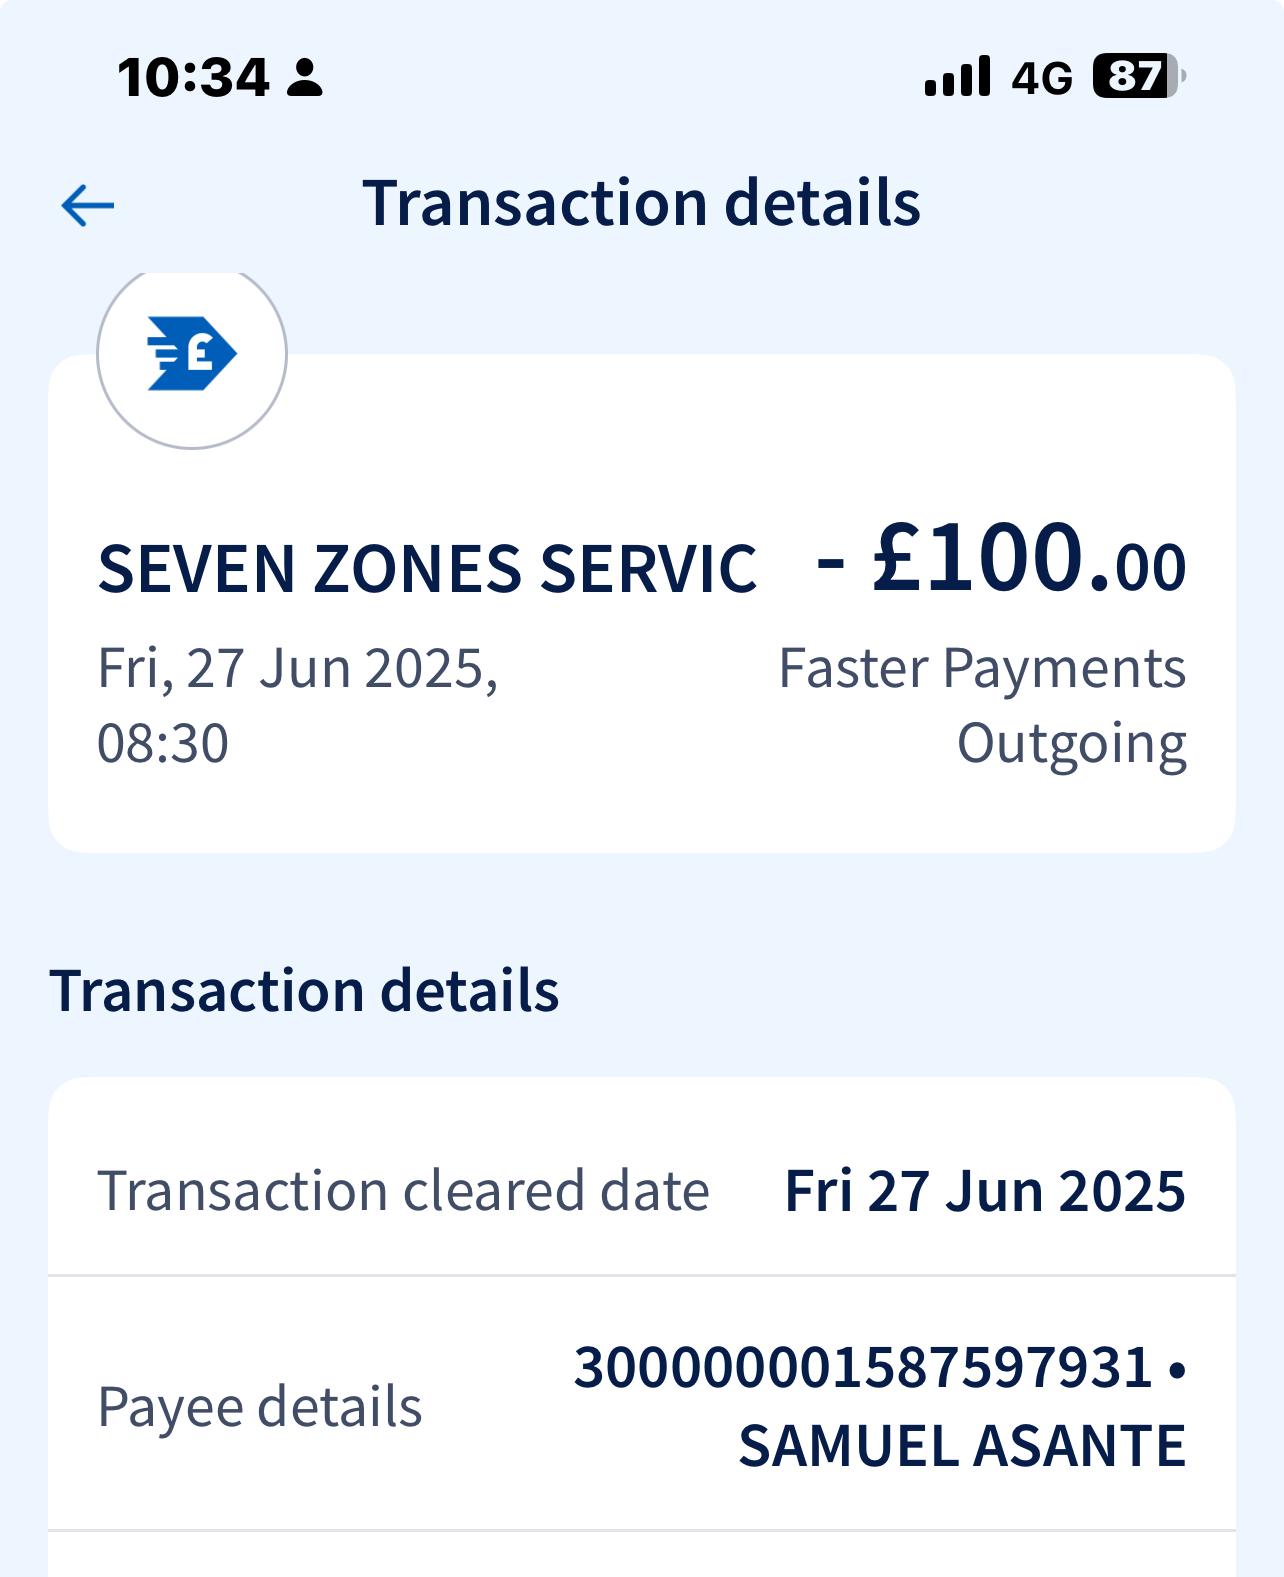 10:34
4G 87
Transaction details
£
SEVEN ZONES SERVIC - £100.00
Fri, 27 Jun 2025, Faster Payments
08:30 Outgoing
Transaction details
Transaction cleared date Fri 27 Jun 2025
300000001587597931 •
Payee details
SAMUEL ASANTE